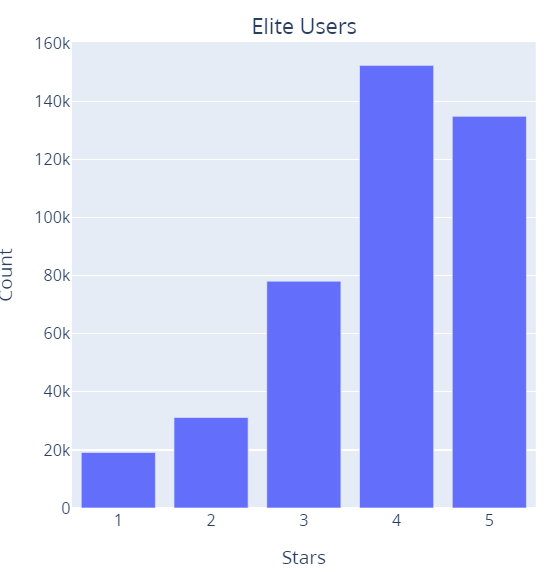 Elite Users
160k
140k
120k
100k
80k
60k
40k
20k
0
Count
1 2 3 4 5
Stars